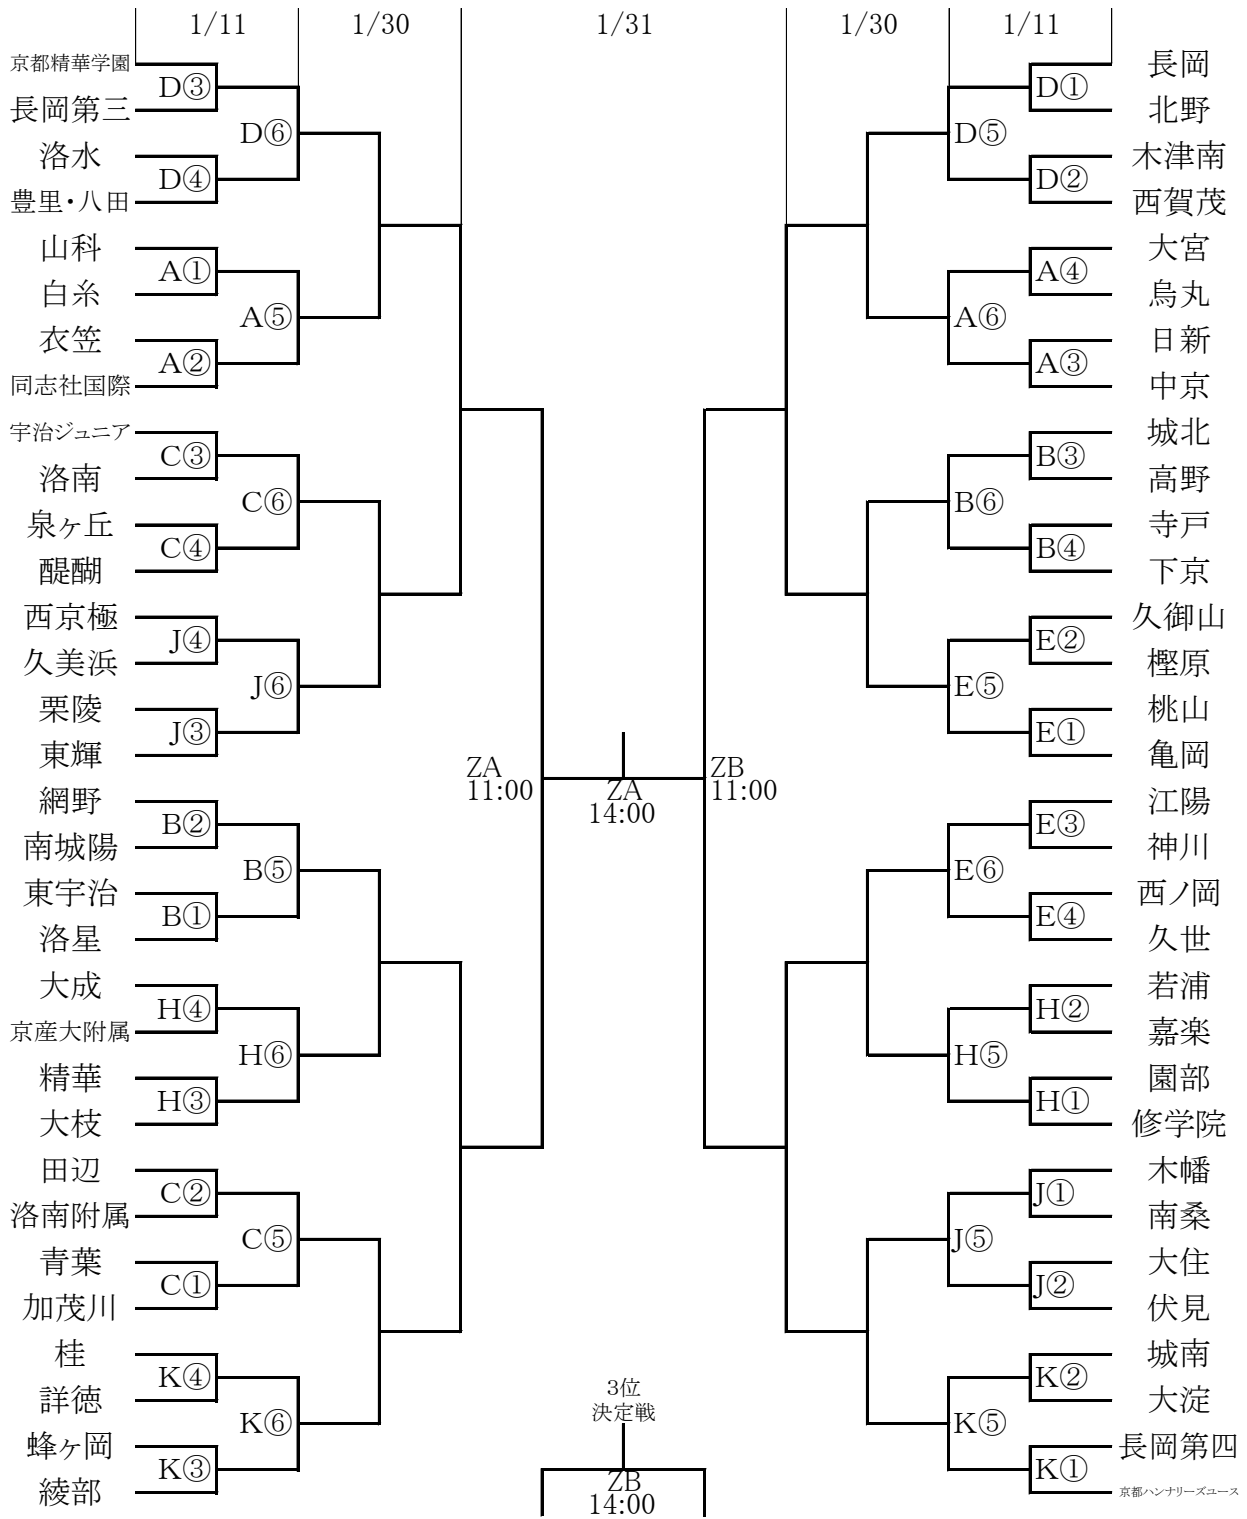 1/11 1/30 1/31 1/30 1/11
京都精華学園
D③
長岡第三
D⑥
洛水
D④
豊里・八田
山科
A①
白糸
A⑤
衣笠
A②
同志社国際
宇治ジュニア
C③
洛南
C⑥
泉ヶ丘
C④
醍醐
西京極
J④
久美浜
J⑥
栗陵
J③
東輝
網野
B②
南城陽
B⑤
東宇治
B①
洛星
大成
H④
京産大附属
H⑥
精華
H③
大枝
田辺
C②
洛南附属
C⑤
青葉
C①
加茂川
桂
K④
詳徳
K⑥
蜂ヶ岡
K③
綾部
ZA
11:00
ZA
14:00
ZB
11:00
3位
決定戦
ZB
14:00
長岡
D①
北野
D⑤
木津南
D②
西賀茂
大宮
A④
烏丸
A⑥
日新
A③
中京
城北
B③
高野
B⑥
寺戸
B④
下京
久御山
E②
樫原
E⑤
桃山
E①
亀岡
江陽
E③
神川
E⑥
西ノ岡
E④
久世
若浦
H②
嘉楽
H⑤
園部
H①
修学院
木幡
J①
南桑
J⑤
大住
J②
伏見
城南
K②
大淀
K⑤
長岡第四
K①
京都ハンナリーズユース